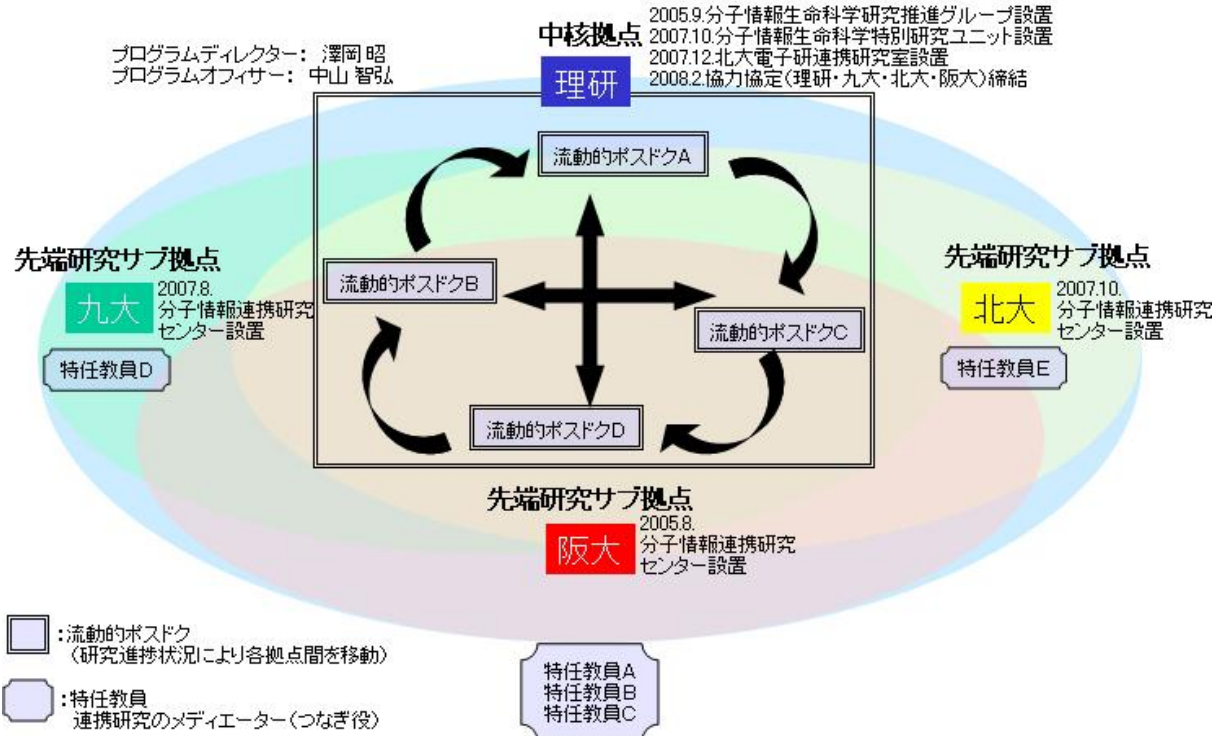 プログラムディレクター： 澤岡 昭
プログラムオフィサー： 中山 智弘
中核拠点
理研
2005.9.分子情報生命科学研究推進グループ設置
2007.10.分子情報生命科学特別研究ユニット設置
2007.12.北大電子研連携研究室設置
2008.2.協力協定（理研・九大・北大・阪大）締結
流動的ポスドクA
先端研究サブ拠点
九大
2007.8.
分子情報連携研究
センター設置
特任教員D
流動的ポスドクB
流動的ポスドクC
先端研究サブ拠点
北大
2007.10.
分子情報連携研究
センター設置
特任教員E
流動的ポスドクD
先端研究サブ拠点
阪大
2005.8.
分子情報連携研究
センター設置
：流動的ポスドク
（研究進捗状況により各拠点間を移動）
：特任教員
連携研究のメディエーター（つなぎ役）
特任教員A
特任教員B
特任教員C